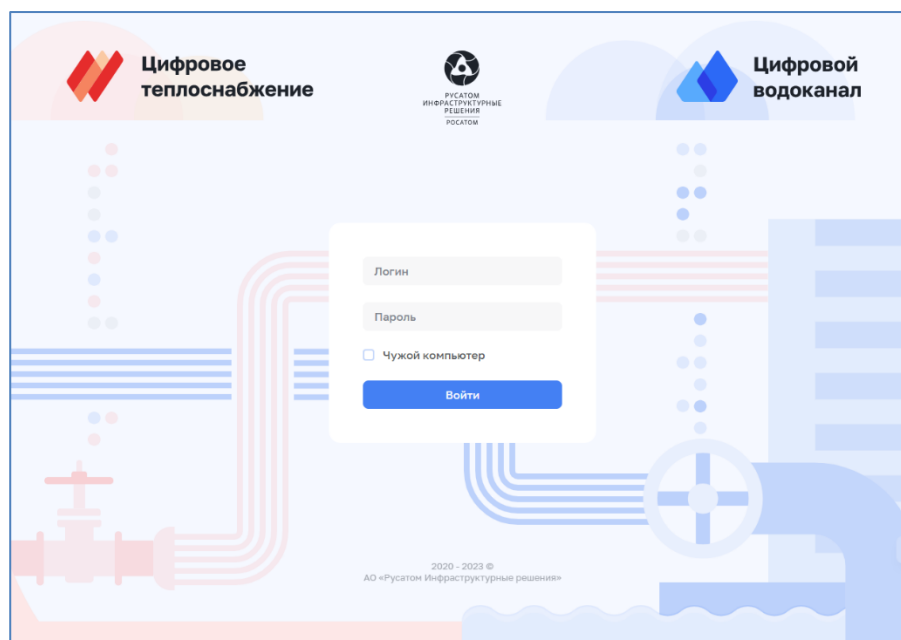 Цифровое
теплоснабжение
РУСАТОМ
ИНФРАСТРУКТУРНЫЕ
РЕШЕНИЯ
РОСАТОМ
Цифровой
водоканал
Логин
Пароль
Чужой компьютер
Войти
2020 - 2023 ©
АО «Русатом Инфраструктурные решения»